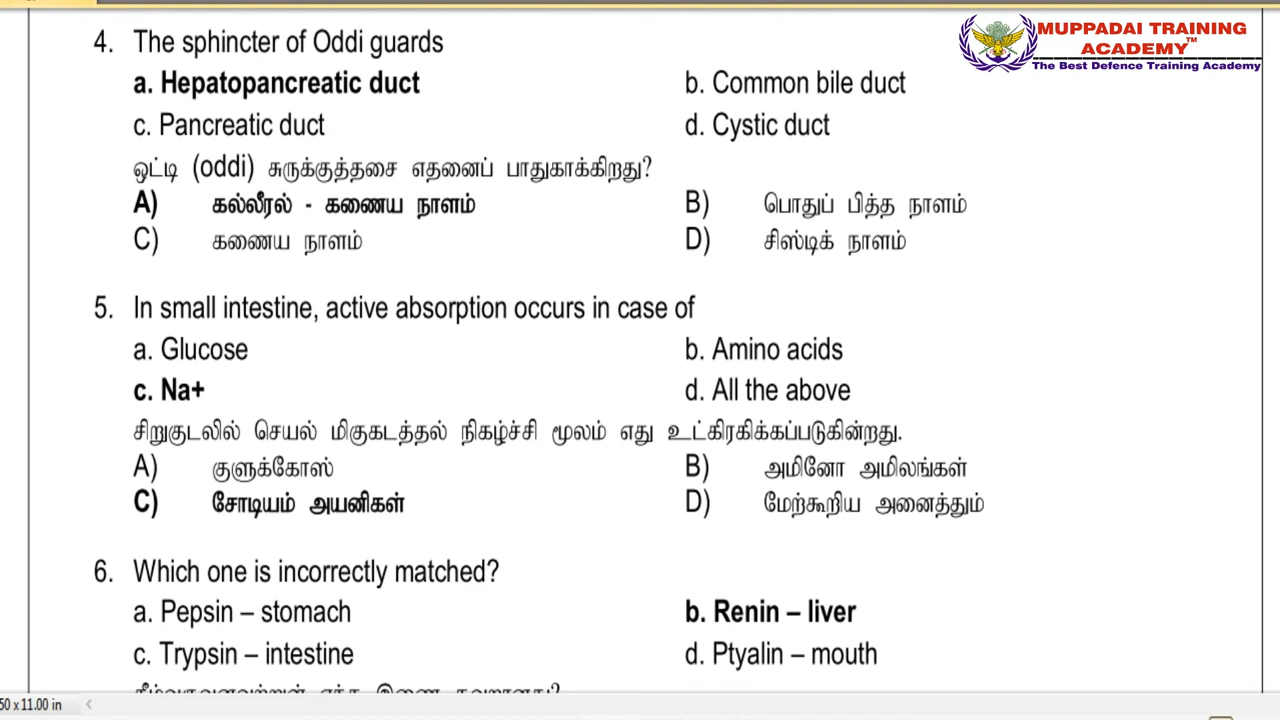 MUPPADAI TRAINING
ACADEMY™
The Best Defence Training Academy
4. The sphincter of Oddi guards
a. Hepatopancreatic duct b. Common bile duct
c. Pancreatic duct d. Cystic duct
ஒட்டி (oddi) சுருக்குத்தசை எதனைப் பாதுகாக்கிறது?
A) கல்லீரல் - கணைய நாளம் B) பொதுப் பித்த நாளம்
C) கணைய நாளம் D) சிஸ்டிக் நாளம்
5. In small intestine, active absorption occurs in case of
a. Glucose b. Amino acids
c. Na+ d. All the above
சிறுகுடலில் செயல் மிகுகடத்தல் நிகழ்ச்சி மூலம் எது உட்கிரகிக்கப்படுகின்றது.
A) குளுக்கோஸ் B) அமினோ அமிலங்கள்
C) சோடியம் அயனிகள் D) மேற்கூறிய அனைத்தும்
6. Which one is incorrectly matched?
a. Pepsin – stomach b. Renin – liver
c. Trypsin – intestine d. Ptyalin – mouth
50 x 11.00 in